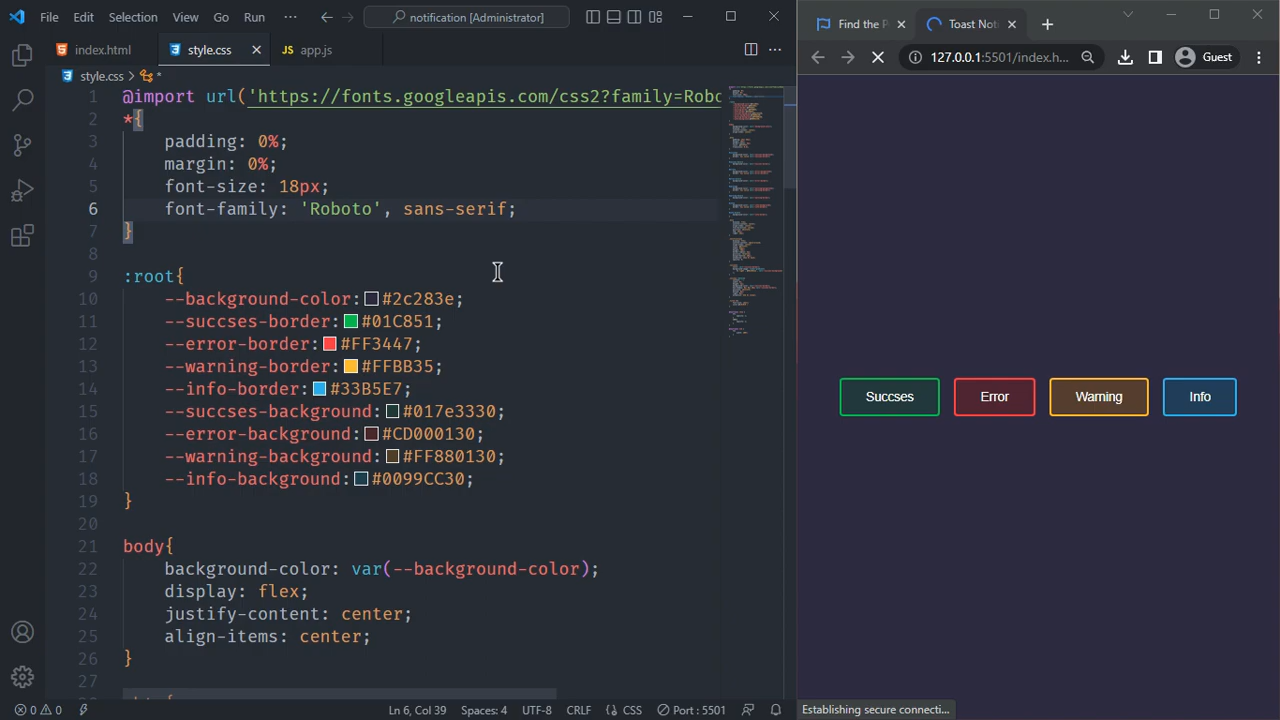 File Edit Selection View Go Run ··· notification [Administrator]
index.html style.css app.js
style.css > *
1 @import url('https://fonts.googleapis.com/css2?family=Robo
2 *{
3 padding: 0%;
4 margin: 0%;
5 font-size: 18px;
6 font-family: 'Roboto', sans-serif;
7 }
8
9 :root{
10 --background-color: #2c283e;
11 --succses-border: #01C851;
12 --error-border: #FF3447;
13 --warning-border: #FFBB35;
14 --info-border: #33B5E7;
15 --succses-background: #017e3330;
16 --error-background: #CD000130;
17 --warning-background: #FF880130;
18 --info-background: #0099CC30;
19 }
20
21 body{
22 background-color: var(--background-color);
23 display: flex;
24 justify-content: center;
25 align-items: center;
26 }
27
0 0 Ln 6, Col 39 Spaces: 4 UTF-8 CRLF {} CSS Port : 5501
Find the P Toast Not
127.0.0.1:5501/index.h... Guest
Succses Error Warning Info
Establishing secure connecti...